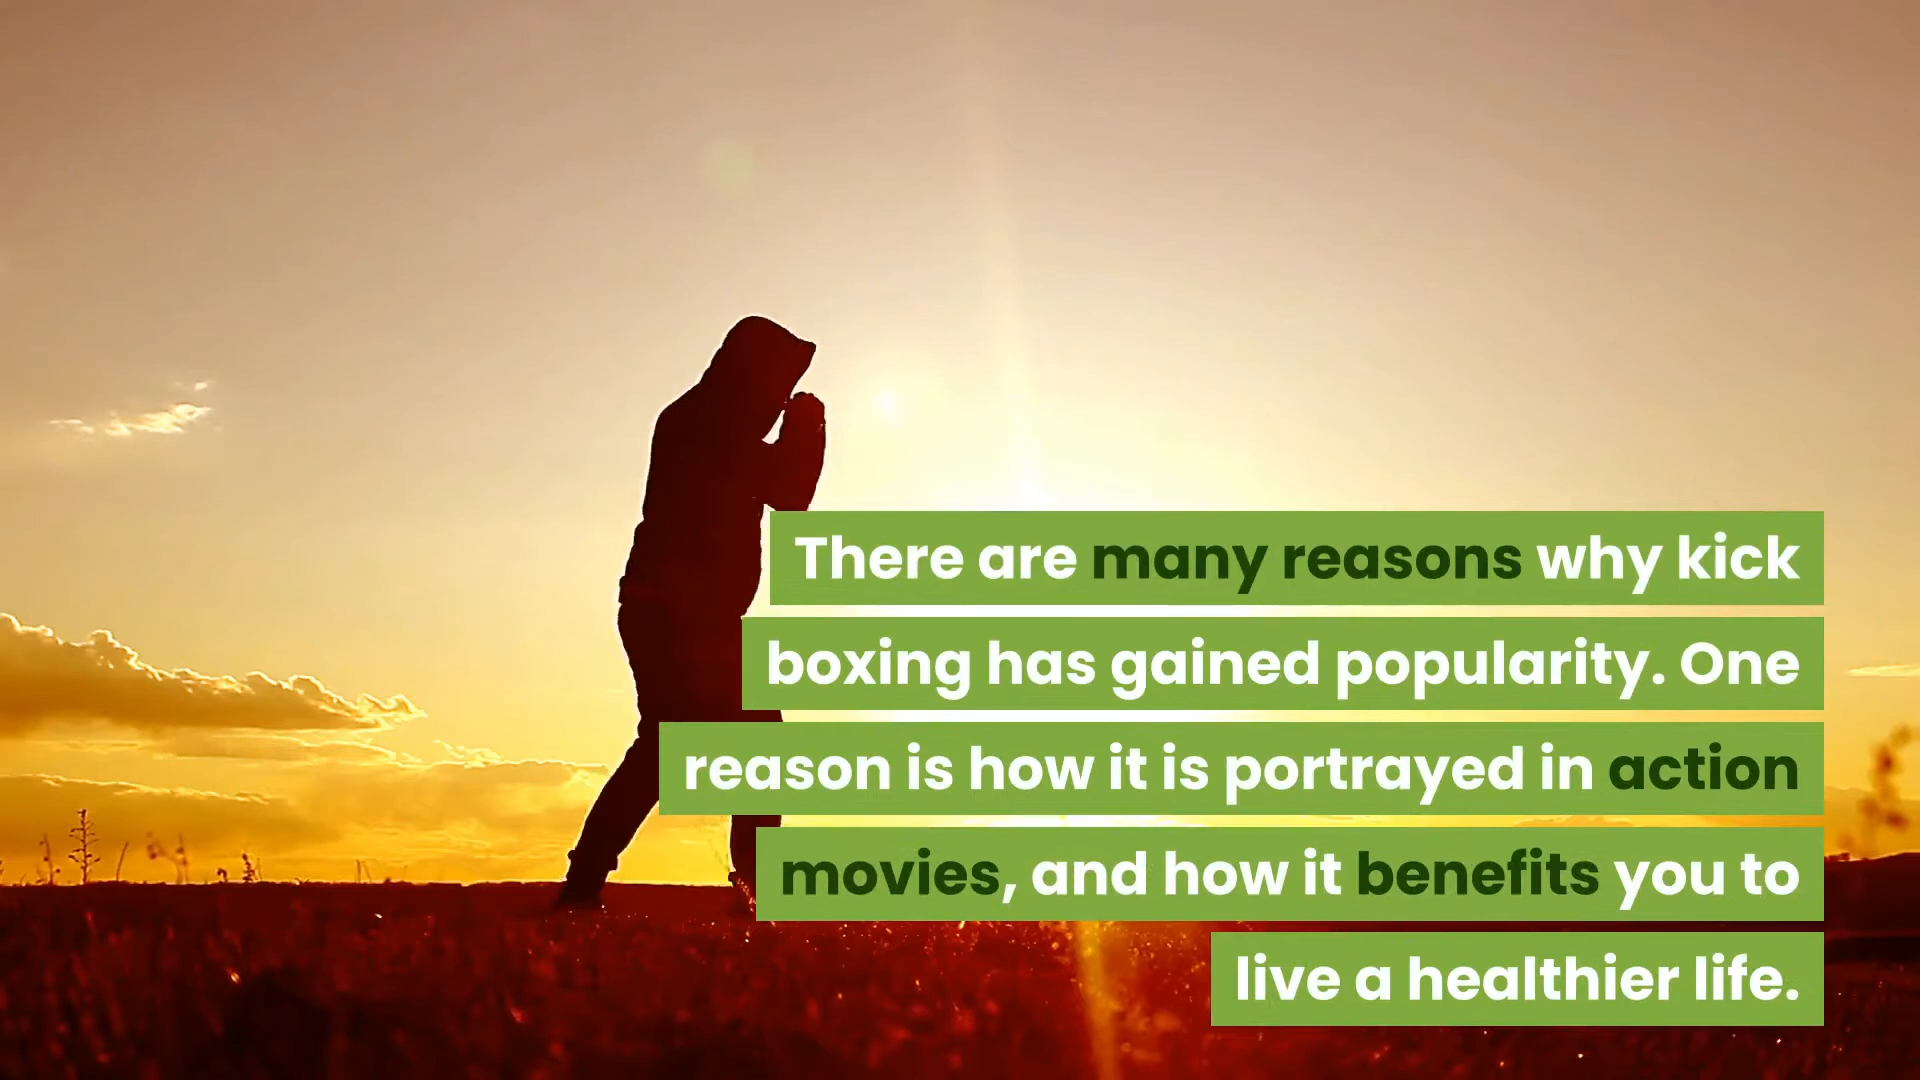 There are many reasons why kick
boxing has gained popularity. One
reason is how it is portrayed in action
movies, and how it benefits you to
live a healthier life.